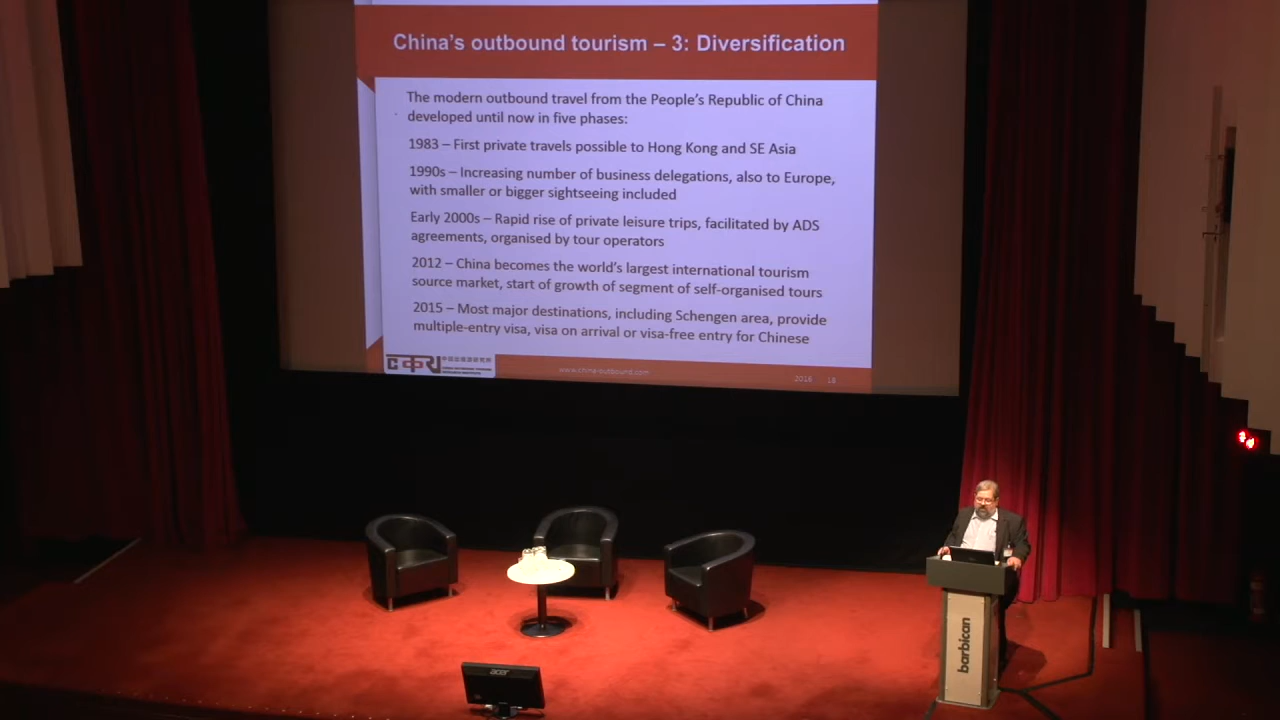 China's outbound tourism – 3: Diversification
The modern outbound travel from the People's Republic of China
developed until now in five phases:
1983 – First private travels possible to Hong Kong and SE Asia
1990s – Increasing number of business delegations, also to Europe,
with smaller or bigger sightseeing included
Early 2000s – Rapid rise of private leisure trips, facilitated by ADS
agreements, organised by tour operators
2012 – China becomes the world's largest international tourism
source market, start of growth of segment of self-organised tours
2015 – Most major destinations, including Schengen area, provide
multiple-entry visa, visa on arrival or visa-free entry for Chinese
www.china-outbound.com
2016 18
barbican
acer